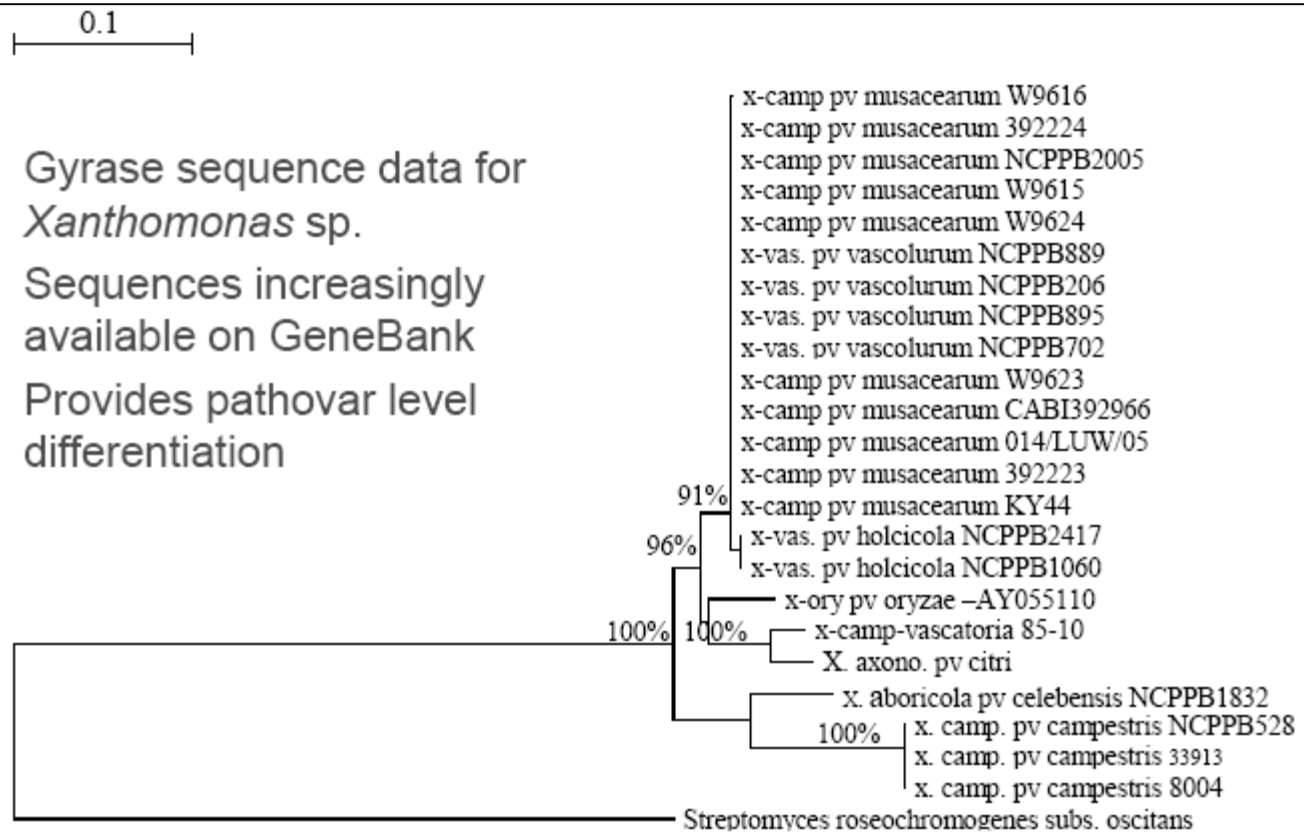 0.1
Gyrase sequence data for
Xanthomonas sp.
Sequences increasingly
available on GeneBank
Provides pathovar level
differentiation
x-camp pv musacearum W9616
x-camp pv musacearum 392224
x-camp pv musacearum NCPPB2005
x-camp pv musacearum W9615
x-camp pv musacearum W9624
x-vas. pv vascolurum NCPPB889
x-vas. pv vascolurum NCPPB206
x-vas. pv vascolurum NCPPB895
x-vas. pv vascolurum NCPPB702
x-camp pv musacearum W9623
x-camp pv musacearum CABI392966
x-camp pv musacearum 014/LUW/05
x-camp pv musacearum 392223
91%
x-camp pv musacearum KY44
x-vas. pv holcicola NCPPB2417
96%
x-vas. pv holcicola NCPPB1060
x-ory pv oryzae –AY055110
100% 100%
x-camp-vascatoria 85-10
X. axono. pv citri
x. aboricola pv celebensis NCPPB1832
x. camp. pv campestris NCPPB528
100%
x. camp. pv campestris 33913
x. camp. pv campestris 8004
Streptomyces roseochromogenes subs. oscitans